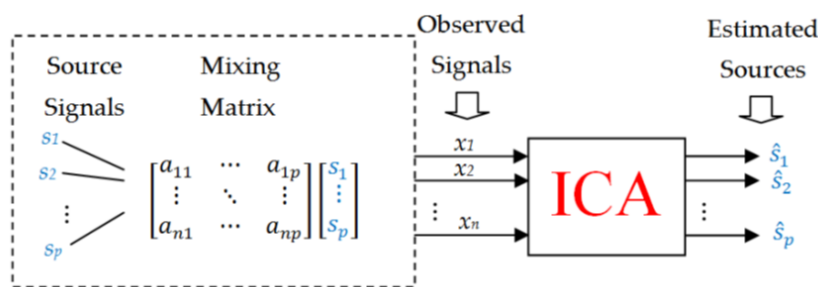 Source Signals
Mixing Matrix
Observed Signals
Estimated Sources
s1
s2
⋮
sp
[a11 ⋯ a1p] [s1]
[⋮ ⋱ ⋮] [⋮]
[an1 ⋯ anp] [sp]
x1
x2
⋮
xn
ICA
ŝ1
ŝ2
⋮
ŝp